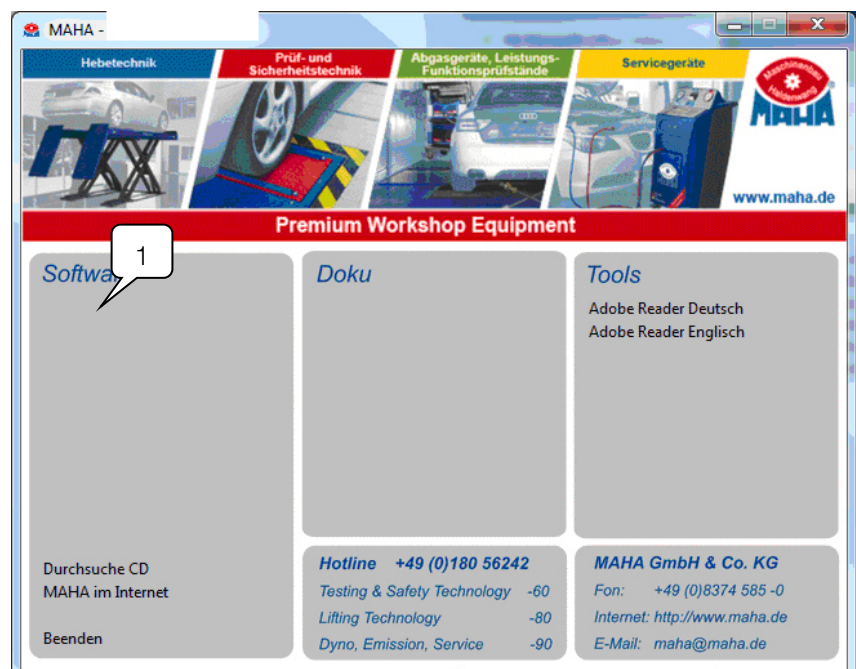 MAHA -
Hebetechnik
Prüf- und
Sicherheitstechnik
Abgasgeräte, Leistungs-
Funktionsprüfstände
Servicegeräte
Maschinenbau
Haldenwang
MAHA
www.maha.de
Premium Workshop Equipment
1
Softwa
Durchsuche CD
MAHA im Internet
Beenden
Doku
Tools
Adobe Reader Deutsch
Adobe Reader Englisch
Hotline +49 (0)180 56242
Testing & Safety Technology -60
Lifting Technology -80
Dyno, Emission, Service -90
MAHA GmbH & Co. KG
Fon: +49 (0)8374 585 -0
Internet: http://www.maha.de
E-Mail: maha@maha.de